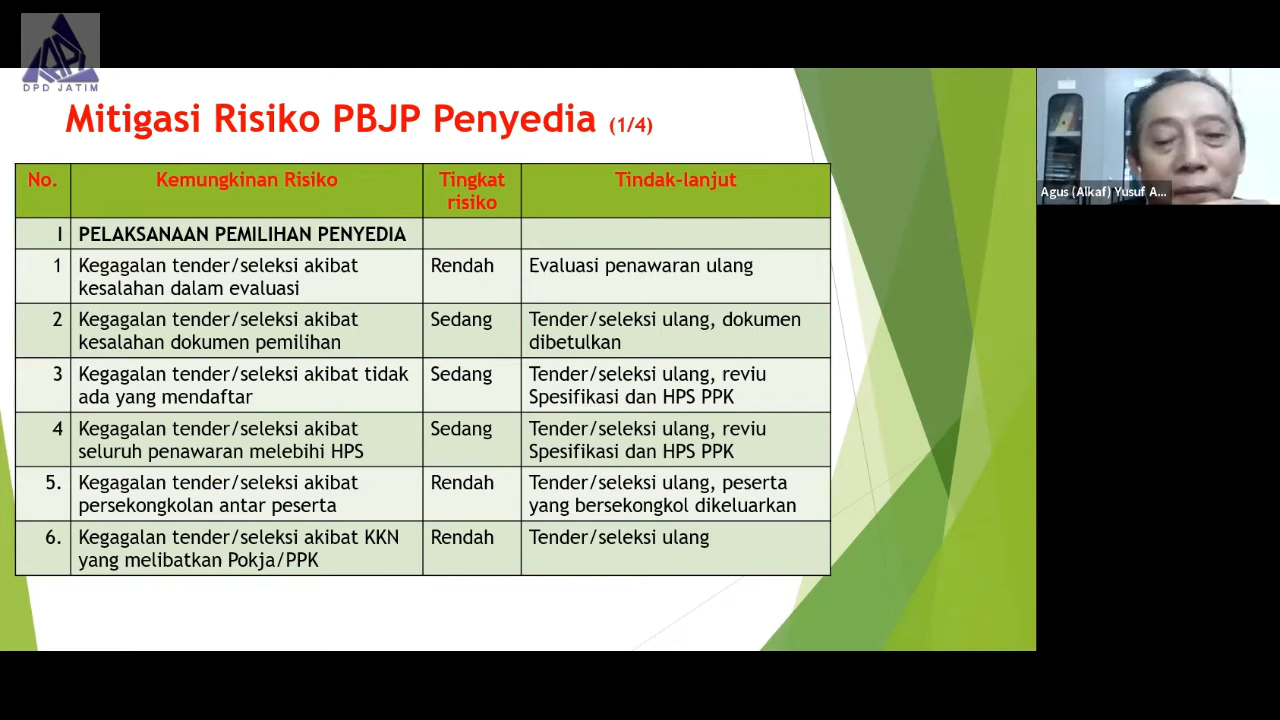 IAPI
DPD JATIM
Mitigasi Risiko PBJP Penyedia (1/4)
No. Kemungkinan Risiko Tingkat risiko Tindak-lanjut
I PELAKSANAAN PEMILIHAN PENYEDIA
1 Kegagalan tender/seleksi akibat Rendah Evaluasi penawaran ulang
kesalahan dalam evaluasi
2 Kegagalan tender/seleksi akibat Sedang Tender/seleksi ulang, dokumen
kesalahan dokumen pemilihan dibetulkan
3 Kegagalan tender/seleksi akibat tidak Sedang Tender/seleksi ulang, reviu
ada yang mendaftar Spesifikasi dan HPS PPK
4 Kegagalan tender/seleksi akibat Sedang Tender/seleksi ulang, reviu
seluruh penawaran melebihi HPS Spesifikasi dan HPS PPK
5. Kegagalan tender/seleksi akibat Rendah Tender/seleksi ulang, peserta
persekongkolan antar peserta yang bersekongkol dikeluarkan
6. Kegagalan tender/seleksi akibat KKN Rendah Tender/seleksi ulang
yang melibatkan Pokja/PPK
Agus (Alkaf) Yusuf A...